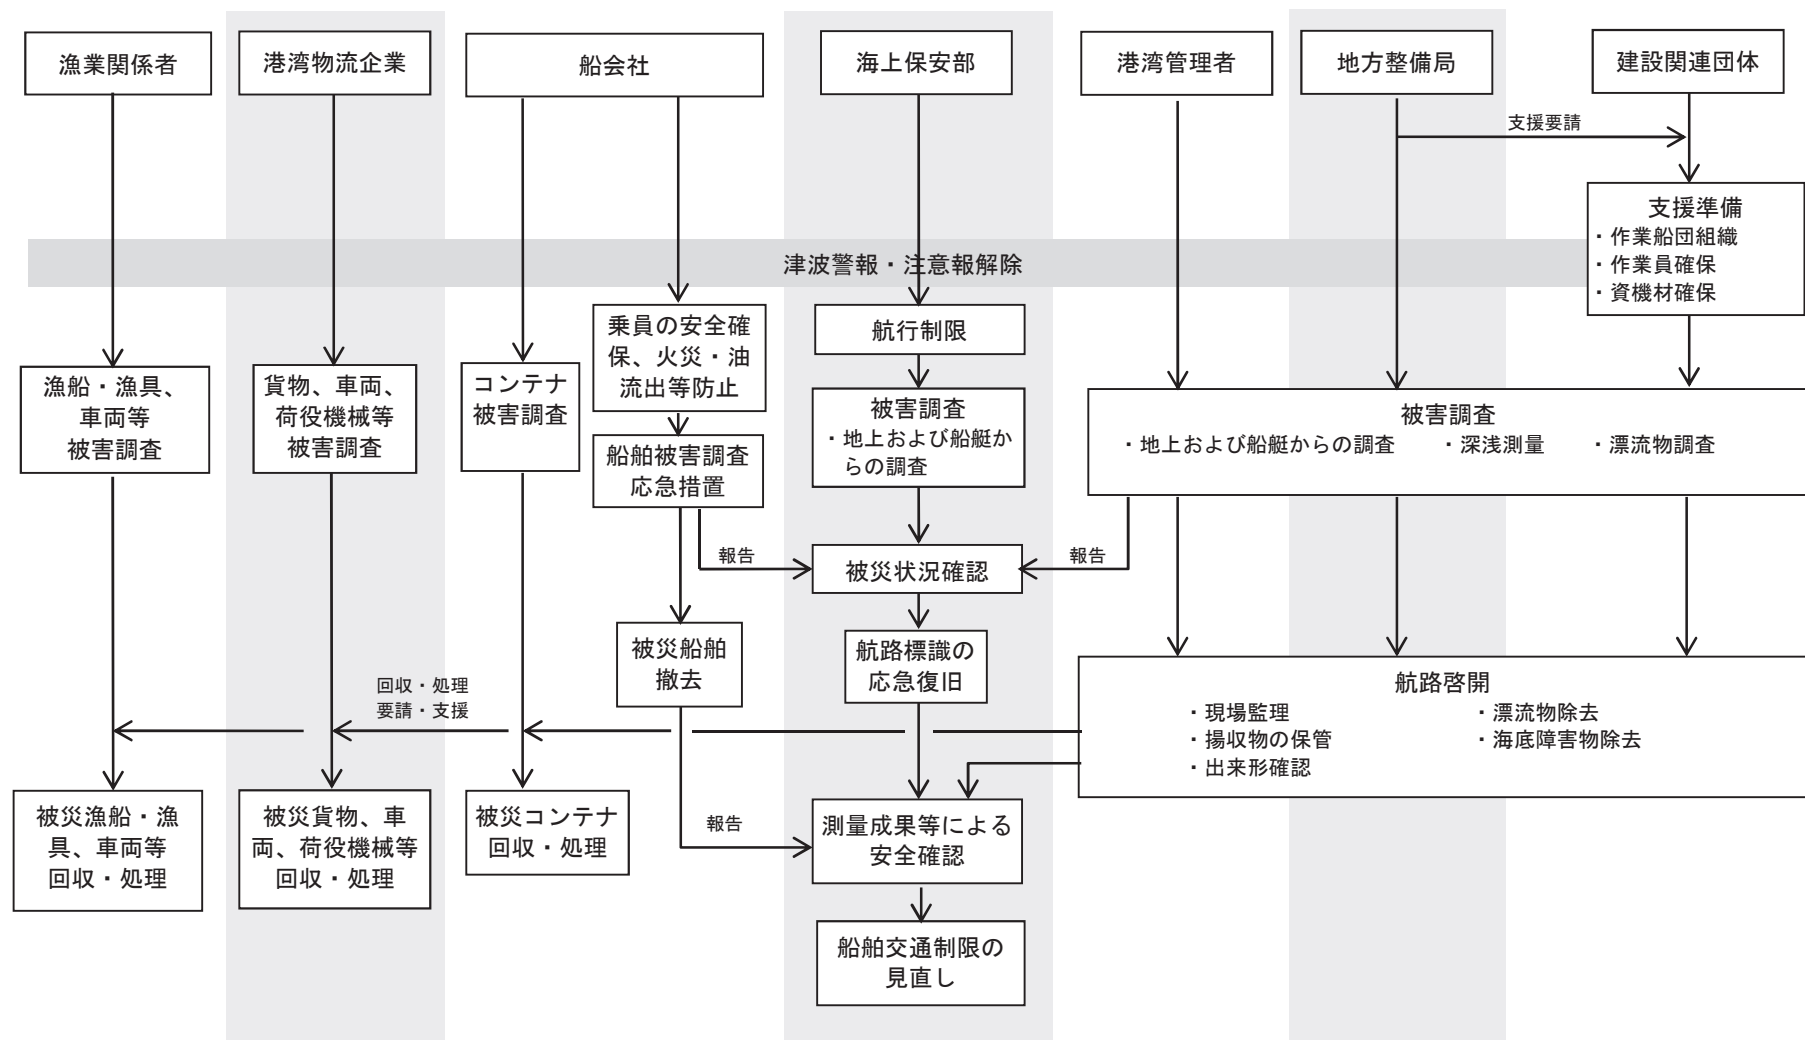 漁業関係者
港湾物流企業
船会社
海上保安部
港湾管理者
地方整備局
建設関連団体
支援要請
支援準備
・作業船団組織
・作業員確保
・資機材確保
津波警報・注意報解除
乗員の安全確
保、火災・油
流出等防止
航行制限
漁船・漁具、
車両等
被害調査
貨物、車両、
荷役機械等
被害調査
コンテナ
被害調査
船舶被害調査
応急措置
被害調査
・地上および船艇か
らの調査
被害調査
・地上および船艇からの調査
・深浅測量
・漂流物調査
報告
被災状況確認
報告
被災船舶
撤去
航路標識の
応急復旧
航路啓開
・現場監理
・揚収物の保管
・出来形確認
・漂流物除去
・海底障害物除去
回収・処理
要請・支援
被災漁船・漁
具、車両等
回収・処理
被災貨物、車
両、荷役機械等
回収・処理
被災コンテナ
回収・処理
報告
測量成果等による
安全確認
船舶交通制限の
見直し